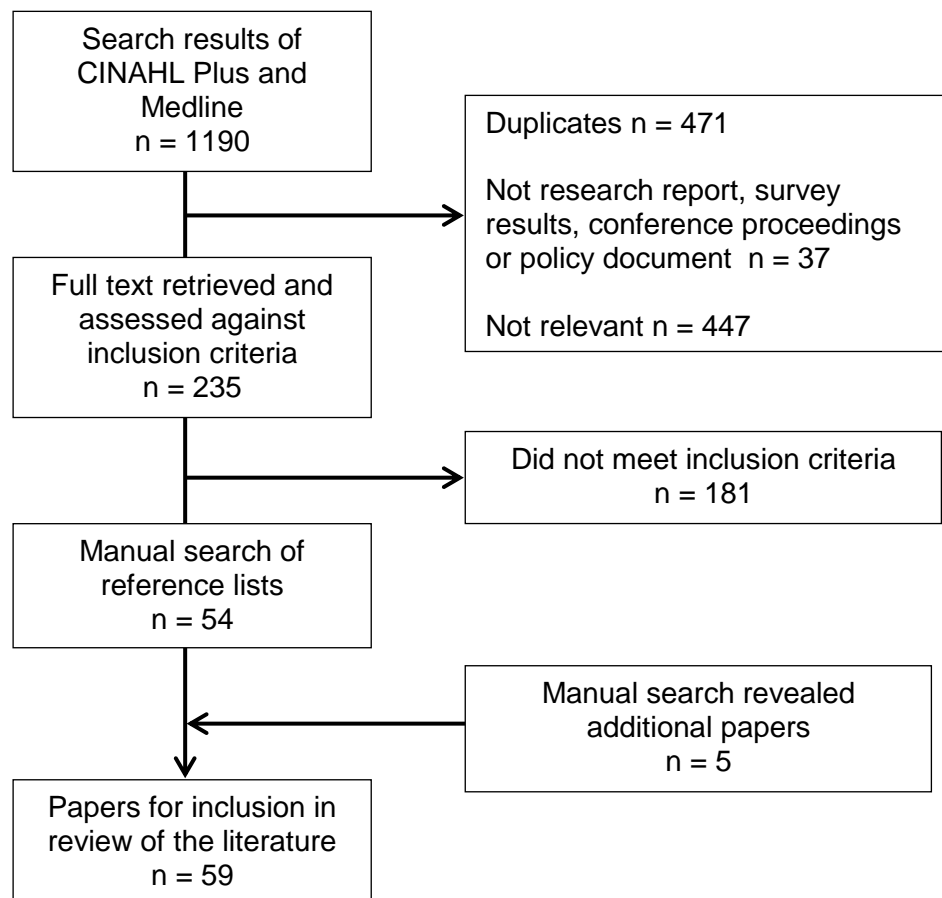 Search results of
CINAHL Plus and
Medline
n = 1190
Duplicates n = 471
Not research report, survey
results, conference proceedings
or policy document  n = 37
Not relevant n = 447
Full text retrieved and
assessed against
inclusion criteria
n = 235
Did not meet inclusion criteria
n = 181
Manual search of
reference lists
n = 54
Manual search revealed
additional papers
n = 5
Papers for inclusion in
review of the literature
n = 59